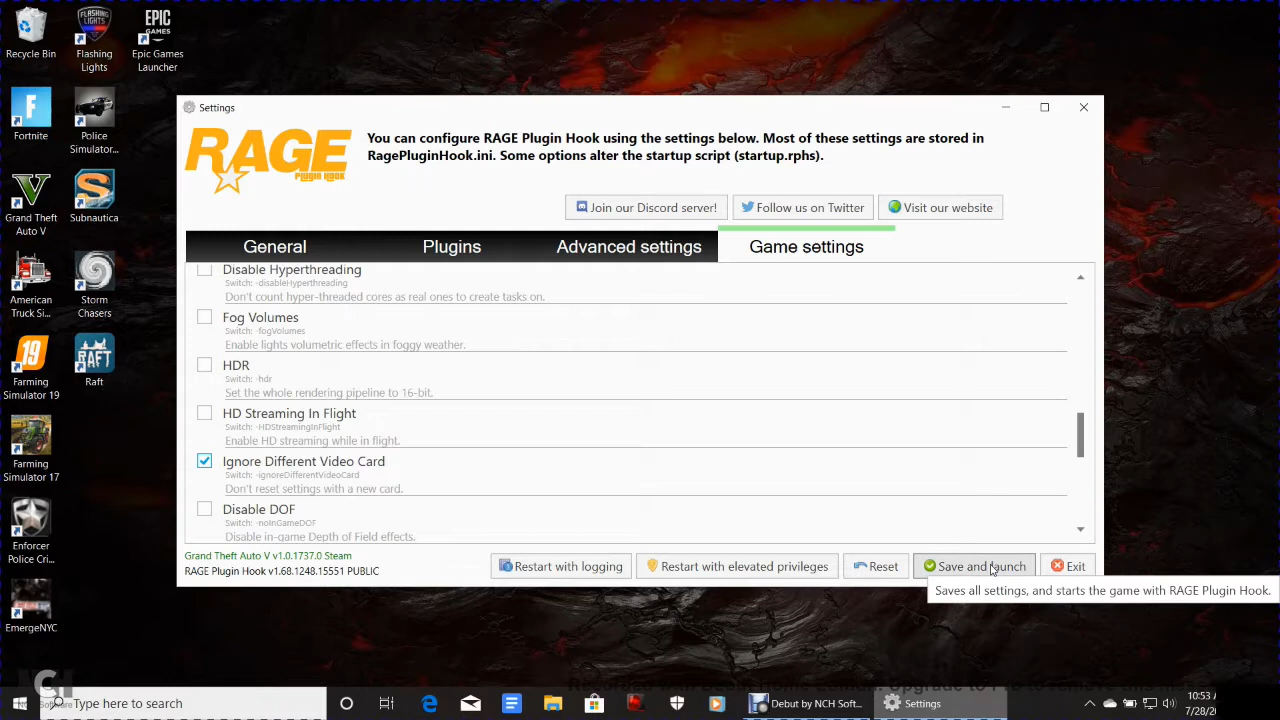 Recycle Bin
Flashing
Lights
EPIC
GAMES
Epic Games
Launcher
Fortnite
Police
Simulator...
Grand Theft
Auto V
Subnautica
American
Truck Si...
Storm
Chasers
19
Farming
Simulator 19
RAFT
Raft
Farming
Simulator 17
Enforcer
Police Cri...
EmergeNYC
Settings
RAGE
PLUGIN HOOK
You can configure RAGE Plugin Hook using the settings below. Most of these settings are stored in
RagePluginHook.ini. Some options alter the startup script (startup.rphs).
Join our Discord server!
Follow us on Twitter
Visit our website
General
Plugins
Advanced settings
Game settings
Disable Hyperthreading
Switch: -disableHyperthreading
Don't count hyper-threaded cores as real ones to create tasks on.
Fog Volumes
Switch: -fogVolumes
Enable lights volumetric effects in foggy weather.
HDR
Switch: -hdr
Set the whole rendering pipeline to 16-bit.
HD Streaming In Flight
Switch: -HDStreamingInFlight
Enable HD streaming while in flight.
Ignore Different Video Card
Switch: -ignoreDifferentVideoCard
Don't reset settings with a new card.
Disable DOF
Switch: -noInGameDOF
Disable in-game Depth of Field effects.
Grand Theft Auto V v1.0.1737.0 Steam
RAGE Plugin Hook v1.68.1248.15551 PUBLIC
Restart with logging
Restart with elevated privileges
Reset
Save and launch
Exit
Saves all settings, and starts the game with RAGE Plugin Hook.
NCH
Type here to search
Debut by NCH Soft...
Settings
10:53
7/28/20